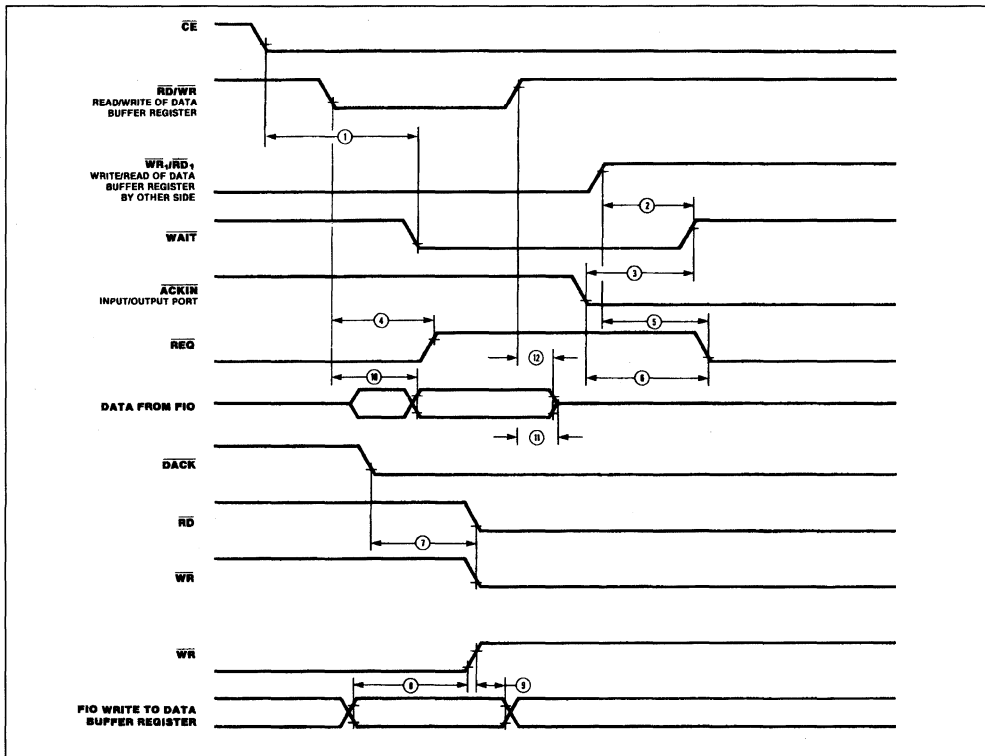 CE
RD/WR
READ/WRITE OF DATA
BUFFER REGISTER
1
WR1/RD1
WRITE/READ OF DATA
BUFFER REGISTER
BY OTHER SIDE
2
WAIT
3
ACKIN
INPUT/OUTPUT PORT
4
5
REQ
12
6
10
DATA FROM FIO
11
DACK
RD
7
WR
WR
8
9
FIO WRITE TO DATA
BUFFER REGISTER